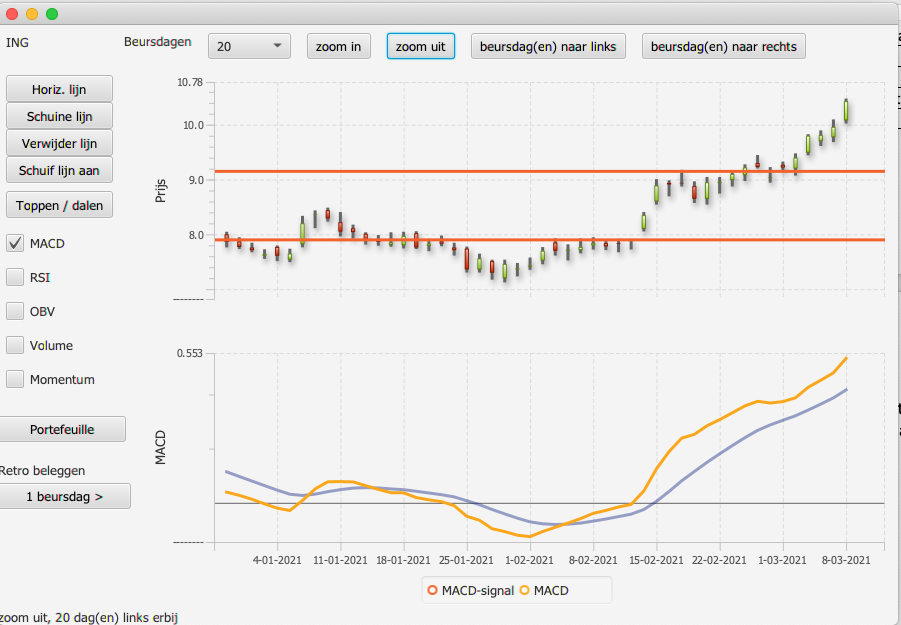 ING
Beursdagen
20
zoom in
zoom uit
beursdag(en) naar links
beursdag(en) naar rechts
Horiz. lijn
Schuine lijn
Verwijder lijn
Schuif lijn aan
Toppen / dalen
MACD
RSI
OBV
Volume
Momentum
Portefeuille
Retro beleggen
1 beursdag >
10.78
10.0
9.0
8.0
--------
Prijs
0.553
MACD
--------
4-01-2021 11-01-2021 18-01-2021 25-01-2021 1-02-2021 8-02-2021 15-02-2021 22-02-2021 1-03-2021 8-03-2021
MACD-signal MACD
zoom uit, 20 dag(en) links erbij